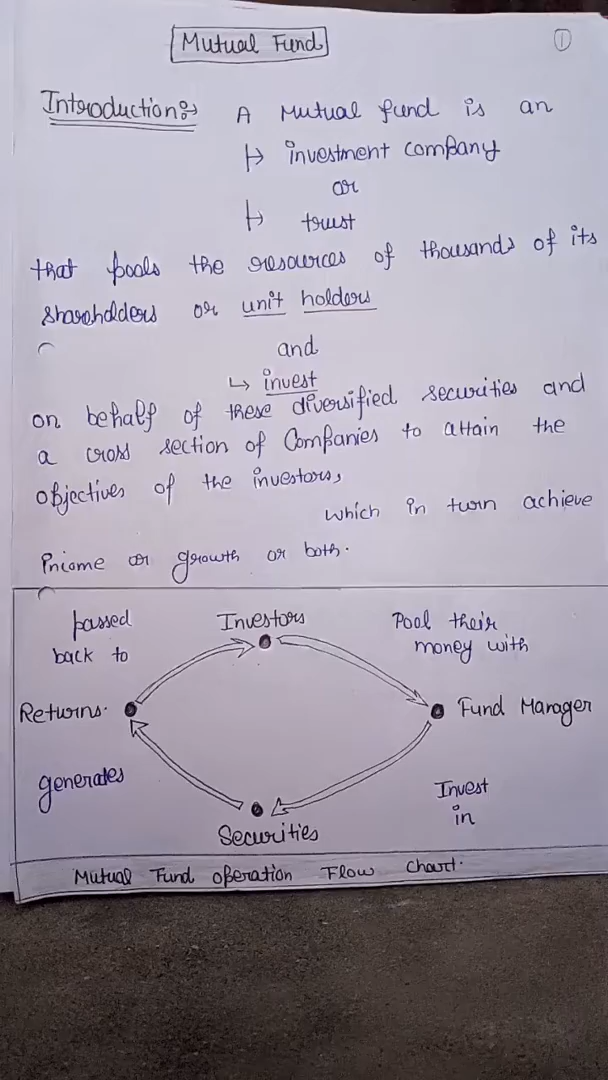 Mutual Fund
1
Introduction:- A Mutual fund is an
investment company
or
trust
that pools the resources of thousands of its
shareholders or unit holders
and
invest
on behalf of these diversified securities and
a cross section of Companies to attain the
objectives of the investors,
which in turn achieve
Income or growth or both.
passed
back to
Investors
Pool their
money with
Returns.
Fund Manager
generates
Invest
in
Securities
Mutual Fund operation Flow Chart.